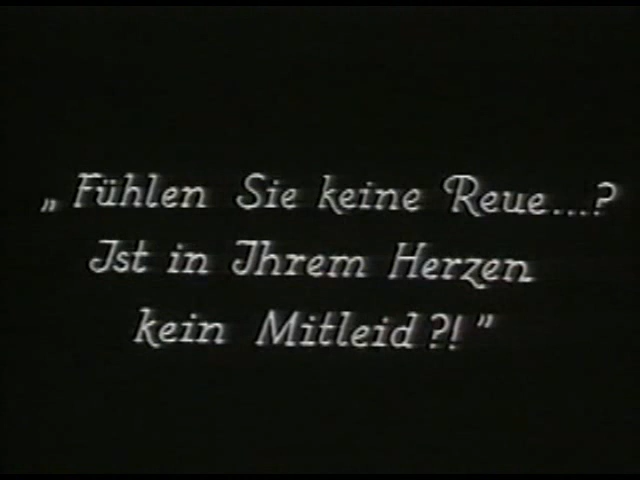 „Fühlen Sie keine Reue...?
Ist in Ihrem Herzen
kein Mitleid?!”